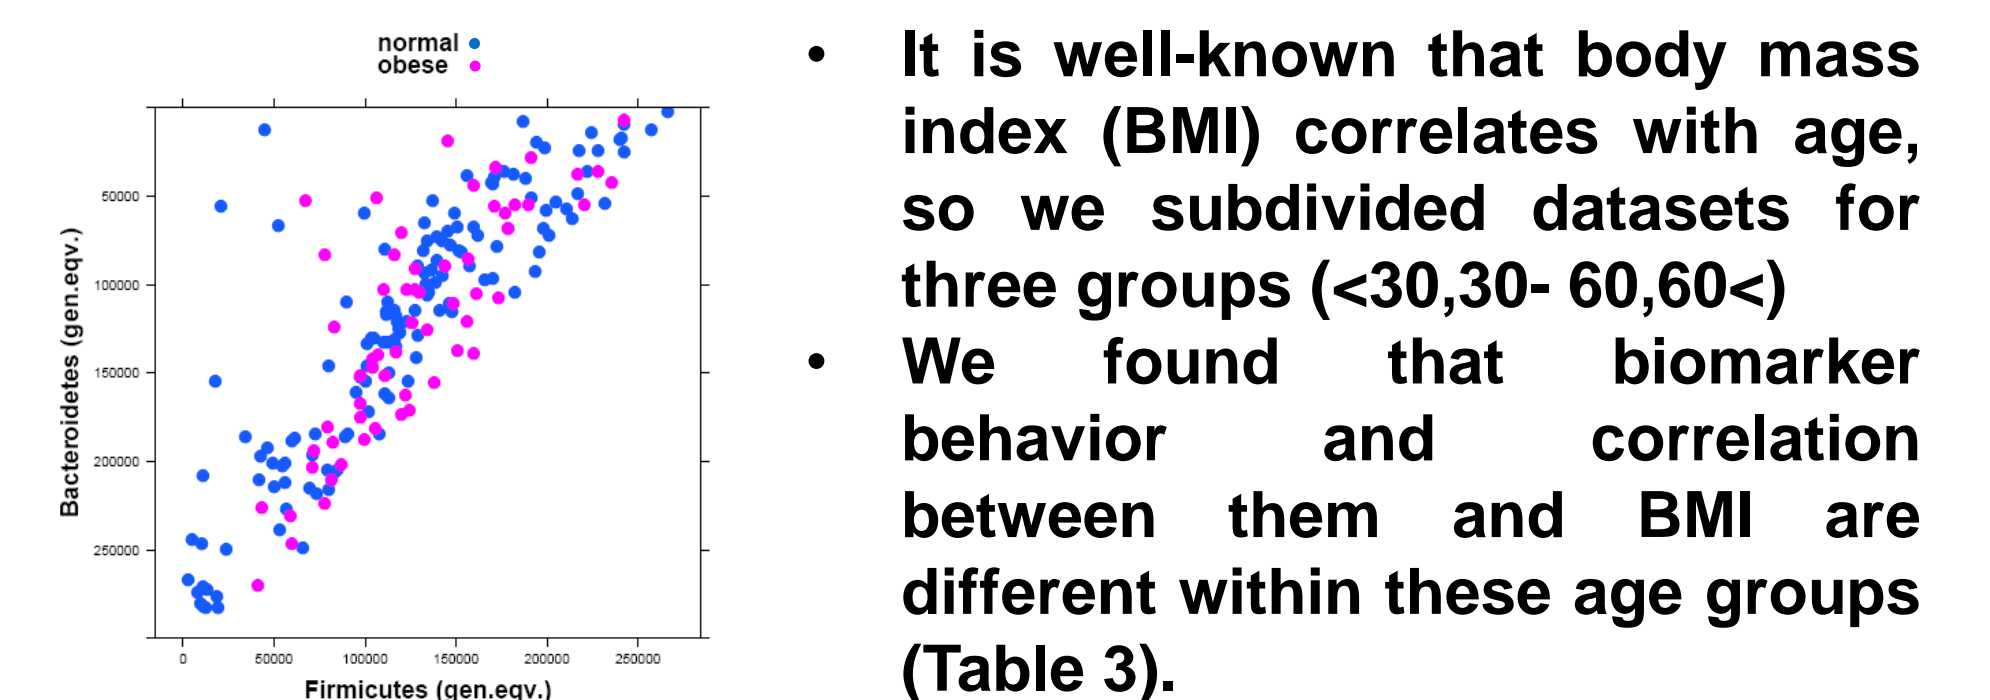 normal
obese
50000
100000
150000
200000
250000
Bacteroidetes (gen.eqv.)
0 50000 100000 150000 200000 250000
Firmicutes (gen.eqv.)
• It is well-known that body mass
index (BMI) correlates with age,
so we subdivided datasets for
three groups (<30,30- 60,60<)
• We found that biomarker
behavior and correlation
between them and BMI are
different within these age groups
(Table 3).